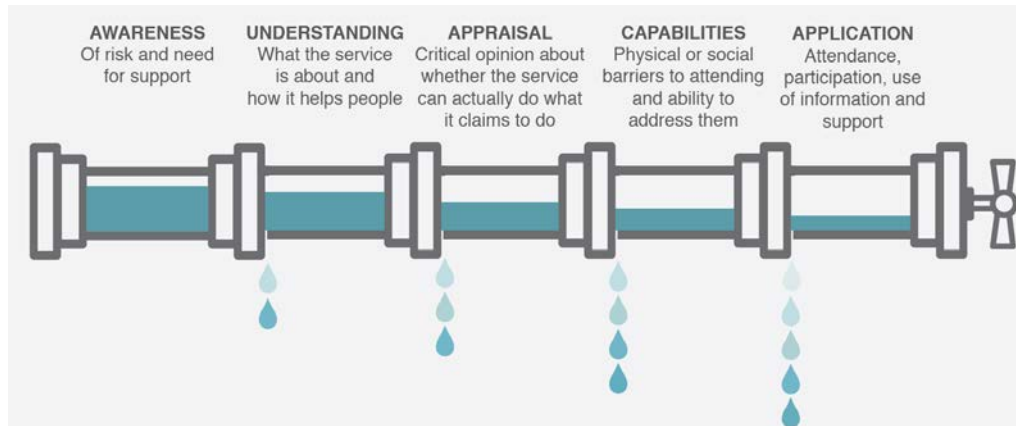 AWARENESS
Of risk and need
for support
UNDERSTANDING
What the service
is about and
how it helps people
APPRAISAL
Critical opinion about
whether the service
can actually do what
it claims to do
CAPABILITIES
Physical or social
barriers to attending
and ability to
address them
APPLICATION
Attendance,
participation, use
of information and
support